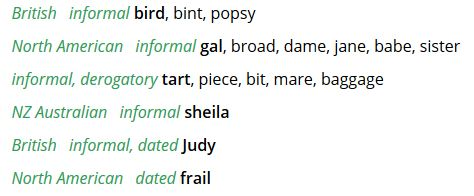 British informal bird, bint, popsy
North American informal gal, broad, dame, jane, babe, sister
informal, derogatory tart, piece, bit, mare, baggage
NZ Australian informal sheila
British informal, dated Judy
North American dated frail